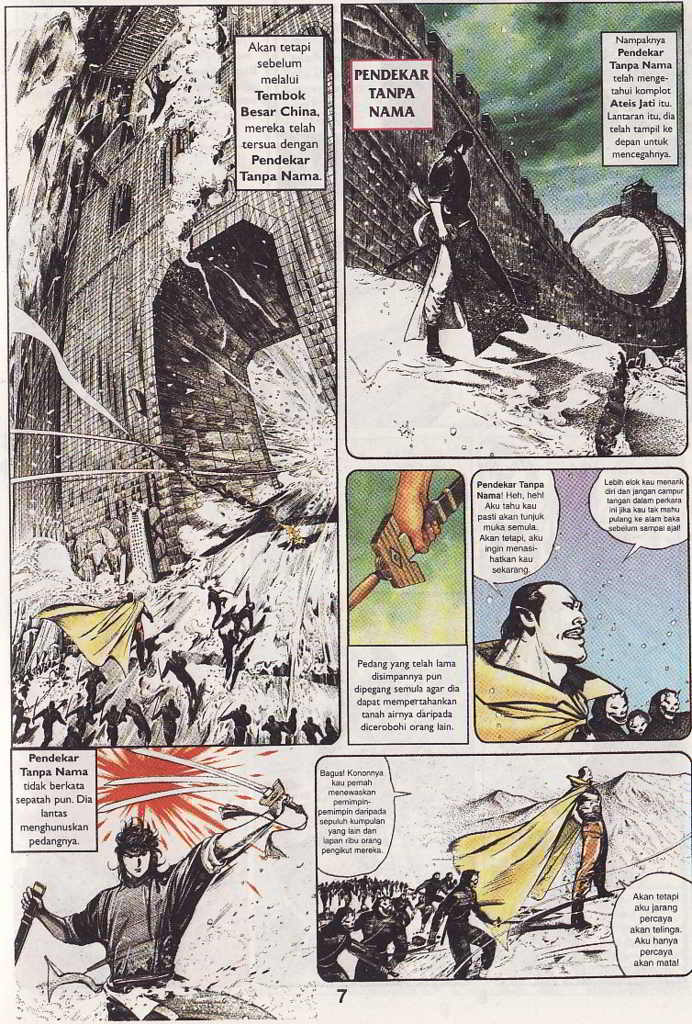 Akan tetapi
sebelum
melalui
Tembok
Besar China,
mereka telah
tersua dengan
Pendekar
Tanpa Nama.
PENDEKAR
TANPA
NAMA
Nampaknya
Pendekar
Tanpa Nama
telah menge-
tahui komplot
Ateis Jati itu.
Lantaran itu, dia
telah tampil ke
depan untuk
mencegahnya.
Pedang yang telah lama
disimpannya pun
dipegang semula agar dia
dapat mempertahankan
tanah airnya daripada
dicerobohi orang lain.
Pendekar Tanpa
Nama! Heh, heh!
Aku tahu kau
pasti akan tunjuk
muka semula.
Akan tetapi, aku
ingin menasi-
hatkan kau
sekarang.
Lebih elok kau menarik
diri dan jangan campur
tangan dalam perkara
ini jika kau tak mahu
pulang ke alam baka
sebelum sampai ajal!
Pendekar
Tanpa Nama
tidak berkata
sepatah pun. Dia
lantas
menghunuskan
pedangnya.
Bagus! Kononnya
kau pernah
menewaskan
pemimpin-
pemimpin daripada
sepuluh kumpulan
yang lain dan
lapan ribu orang
pengikut mereka.
Akan tetapi
aku jarang
percaya
akan telinga.
Aku hanya
percaya
akan mata!
7